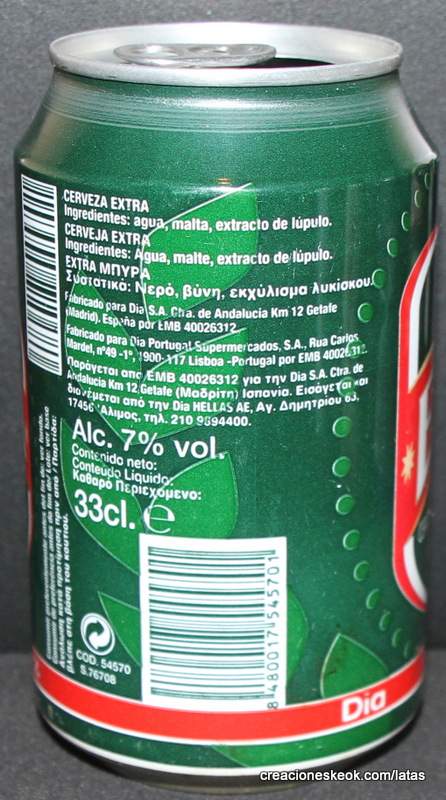 CERVEZA EXTRA
Ingredientes: agua, malta, extracto de lúpulo.
CERVEJA EXTRA
Ingredientes: Água, malte, extracto de lúpulo.
EXTRA ΜΠΥΡΑ
Συστατικά: Νερό, βύνη, εκχύλισμα λυκίσκου.
Fabricado para Dia S.A. Ctra. de Andalucia Km 12 Getafe
(Madrid). España por EMB 40026312
Fabricado para Dia Portugal Supermercados, S.A., Rua Carlos
Mardel, nº49 -1º, 1900-117 Lisboa -Portugal por EMB 40026312.
Παράγεται από EMB 40026312 για την Dia S.A. Ctra. de
Andalucia Km 12 Getafe (Μαδρίτη) Ισπανία. Εισάγεται και
διανέμεται από την Dia HELLAS AE, Αγ. Δημητρίου 63,
17456 Άλιμος, τηλ. 210 9894400.
Alc. 7% vol.
Contenido neto:
Conteúdo Líquido:
Καθαρό Περιεχόμενο:
33cl. e
COD. 54570
S.76708
8 480017 545701
Dia
creacioneskeok.com/latas